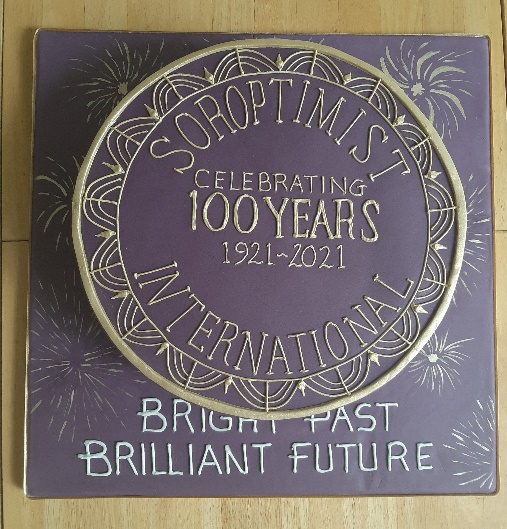 SOROPTIMIST
CELEBRATING
100 YEARS
1921~2021
INTERNATIONAL
BRIGHT PAST
BRILLIANT FUTURE